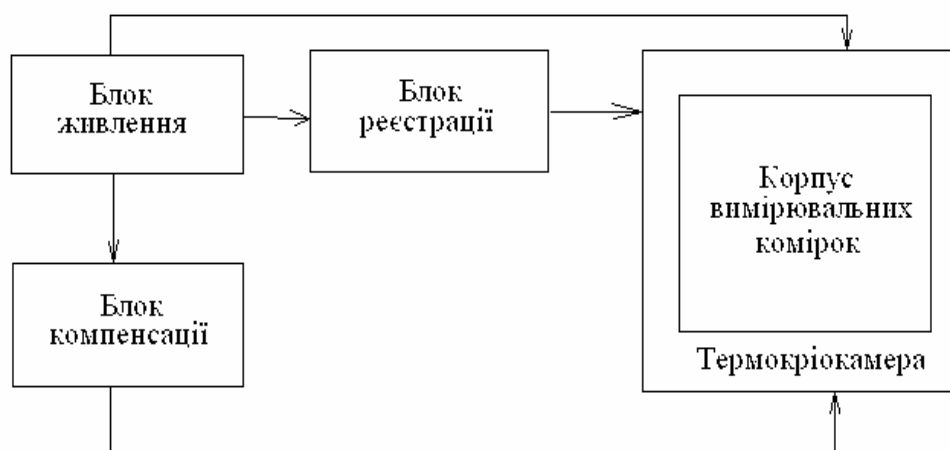 Блок
живлення
Блок
реєстрації
Корпус
вимірювальних
комірок
Блок
компенсації
Термокріокамера